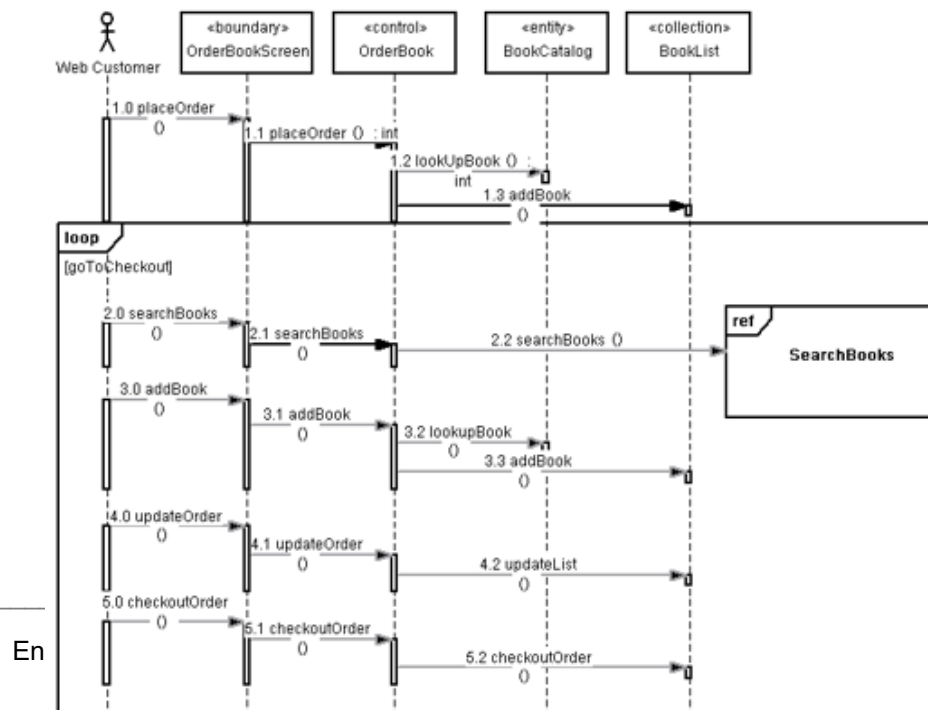 «boundary»
OrderBookScreen
«control»
OrderBook
«entity»
BookCatalog
«collection»
BookList
Web Customer
1.0 placeOrder
()
1.1 placeOrder () : int
1.2 lookUpBook () :
int
1.3 addBook
()
loop
[goToCheckout]
2.0 searchBooks
()
2.1 searchBooks
()
2.2 searchBooks ()
ref
SearchBooks
3.0 addBook
()
3.1 addBook
()
3.2 lookupBook
()
3.3 addBook
()
4.0 updateOrder
()
4.1 updateOrder
()
4.2 updateList
()
5.0 checkoutOrder
()
5.1 checkoutOrder
()
5.2 checkoutOrder
()
En